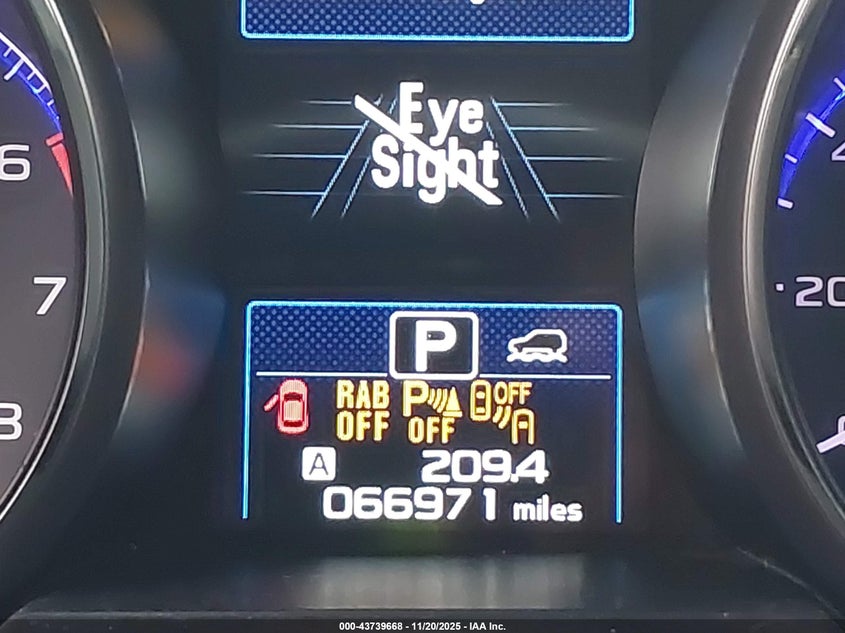 Eye
Sight
6
7
20
P
RAB
OFF
P
OFF
OFF
A 209.4
066971 miles
000-43739668 - 11/20/2025 - IAA Inc.